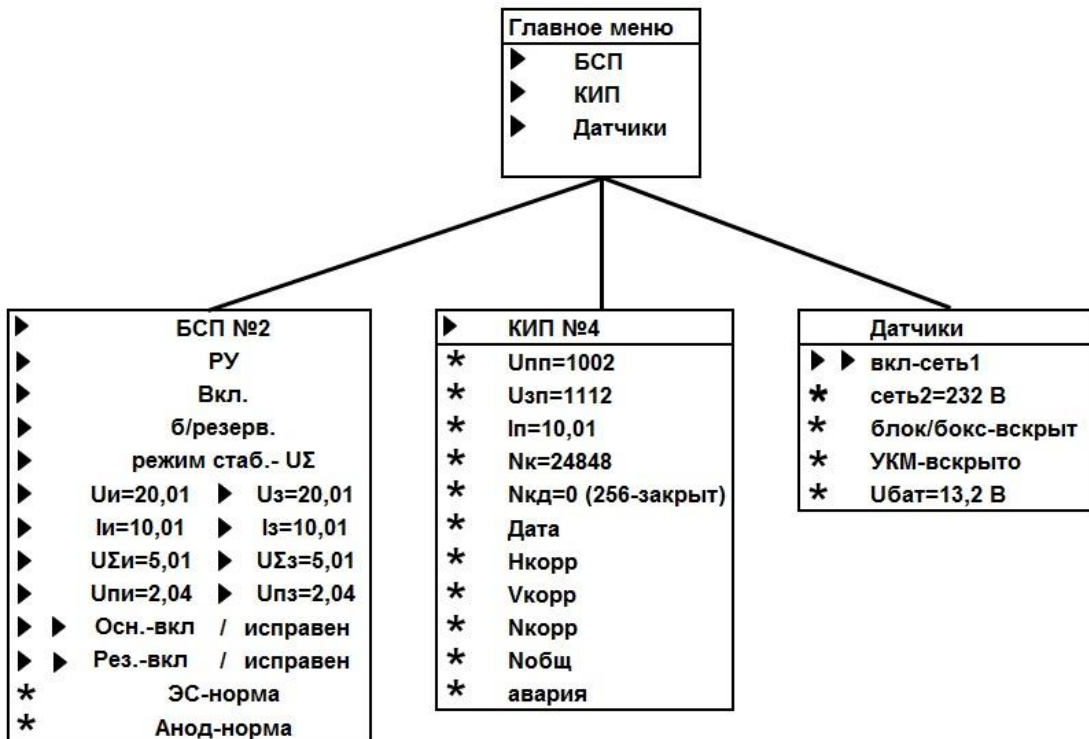 Главное меню
БСП
КИП
Датчики
БСП №2
РУ
Вкл.
б/резерв.
режим стаб.- UΣ
Uи=20,01 Uз=20,01
Iи=10,01 Iз=10,01
UΣи=5,01 UΣз=5,01
Uпи=2,04 Uпз=2,04
Осн.-вкл / исправен
Рез.-вкл / исправен
* ЭС-норма
* Анод-норма
КИП №4
* Uпп=1002
* Uзп=1112
* Iп=10,01
* Nк=24848
* Nкд=0 (256-закрыт)
* Дата
* Нкорр
* Vкорр
* Nкорр
* Nобщ
* авария
Датчики
вкл-сеть1
* сеть2=232 В
* блок/бокс-вскрыт
* УКМ-вскрыто
* Uбат=13,2 В